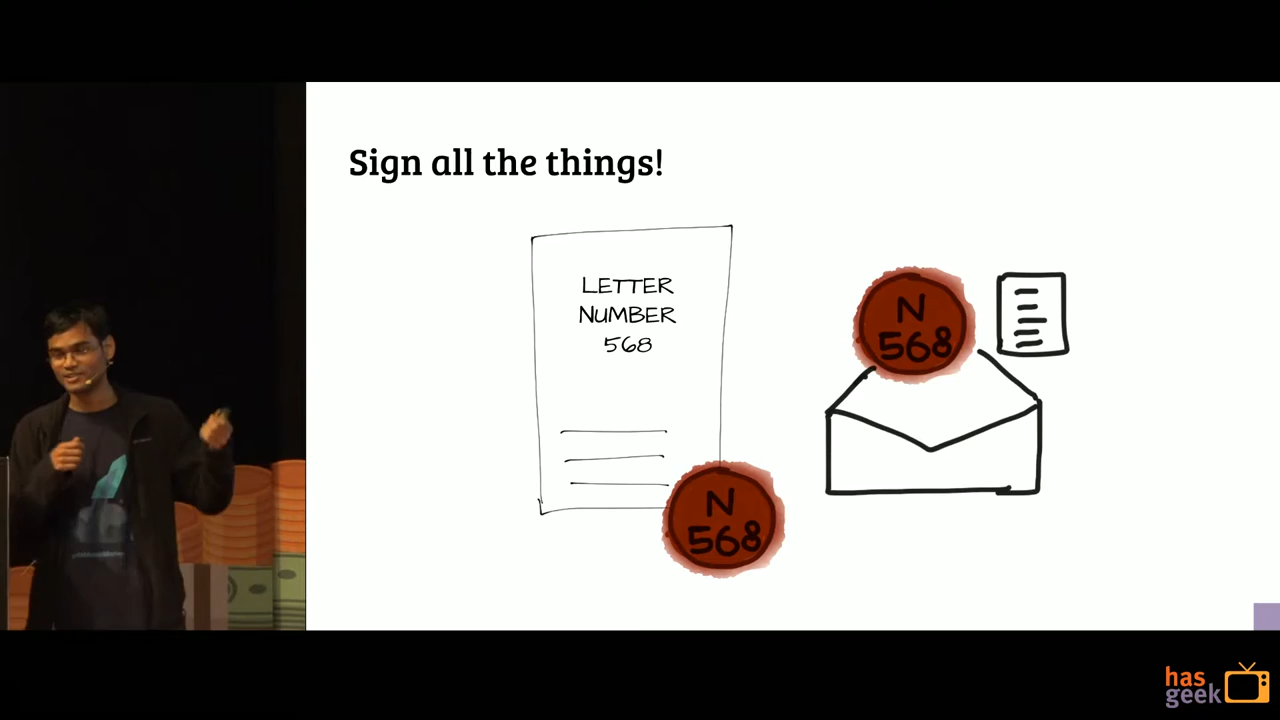 Sign all the things!
LETTER
NUMBER
568
N
568
N
568
has
geek